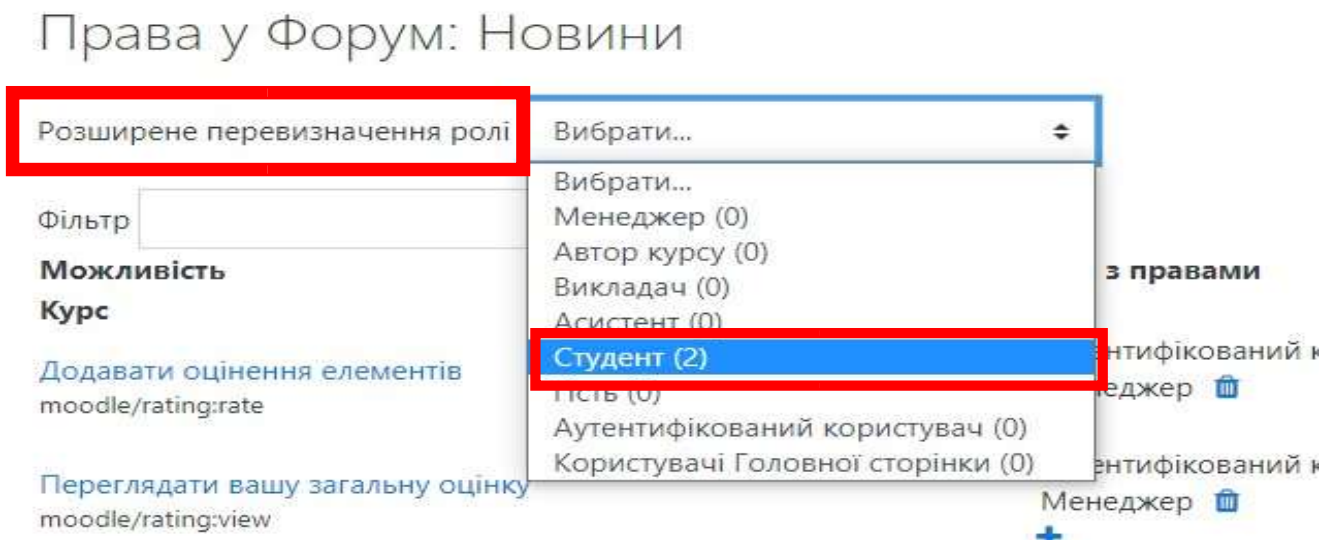 Права у Форум: Новини
Розширене перевизначення ролі
Вибрати...
Вибрати...
Менеджер (0)
Автор курсу (0)
Викладач (0)
Асистент (0)
Студент (2)
Гість (0)
Аутентифікований користувач (0)
Користувачі Головної сторінки (0)
Фільтр
Можливість
з правами
Курс
Додавати оцінення елементів
moodle/rating:rate
Переглядати вашу загальну оцінку
moodle/rating:view
Менеджер